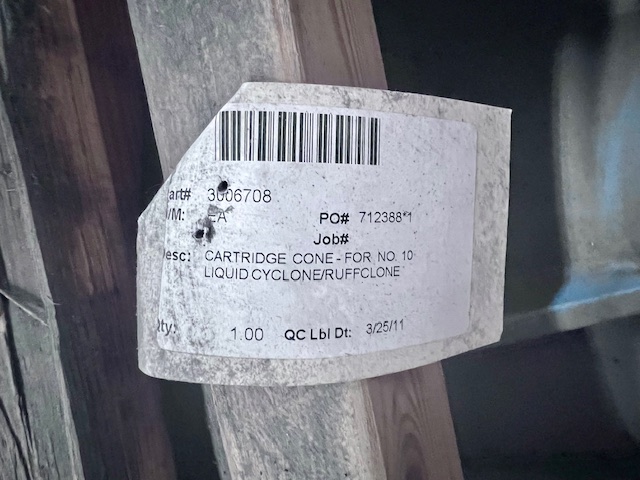 art# 3006708
/M: EA
PO# 712388*1
Job#
esc: CARTRIDGE CONE - FOR NO. 10
LIQUID CYCLONE/RUFFCLONE
ty: 1.00 QC Lbl Dt: 3/25/11